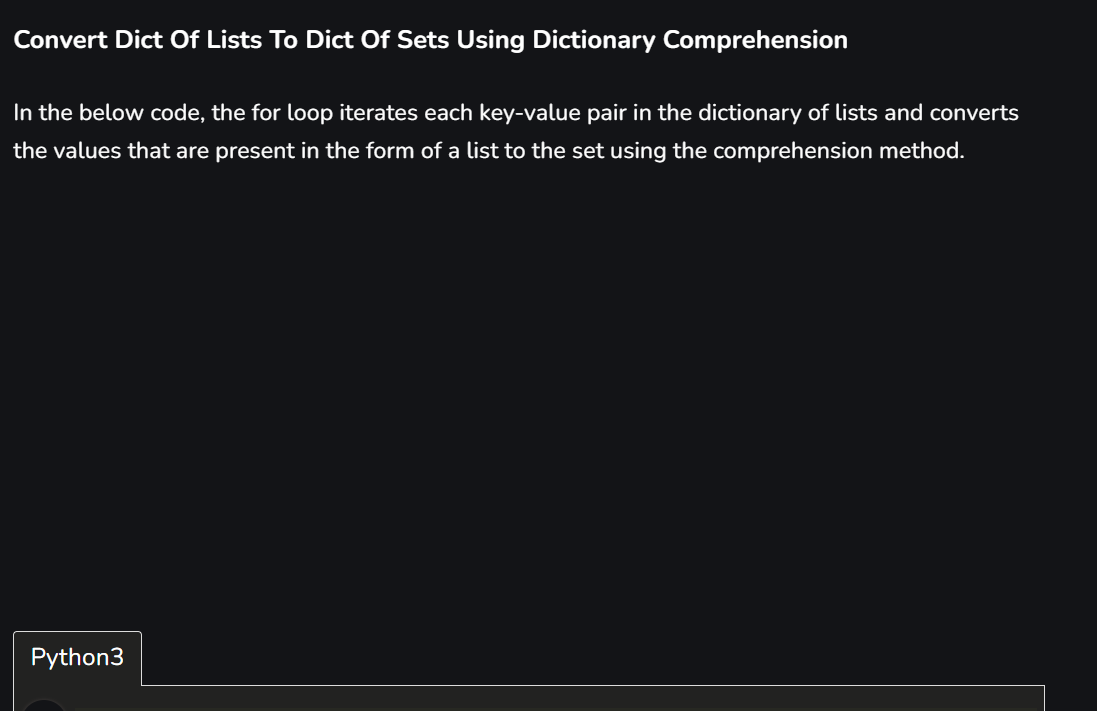 Convert Dict Of Lists To Dict Of Sets Using Dictionary Comprehension
In the below code, the for loop iterates each key-value pair in the dictionary of lists and converts
the values that are present in the form of a list to the set using the comprehension method.
Python3